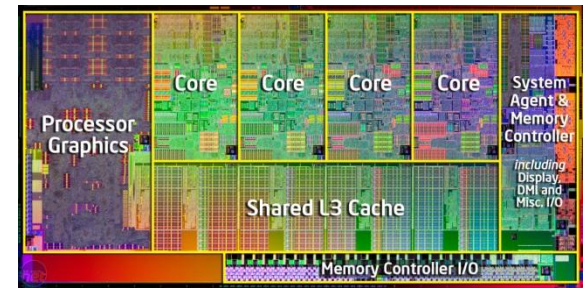 Processor
Graphics
Core
Core
Core
Core
System
Agent &
Memory
Controller
including
Display,
DMI and
Misc. I/O
Shared L3 Cache
Memory Controller I/O